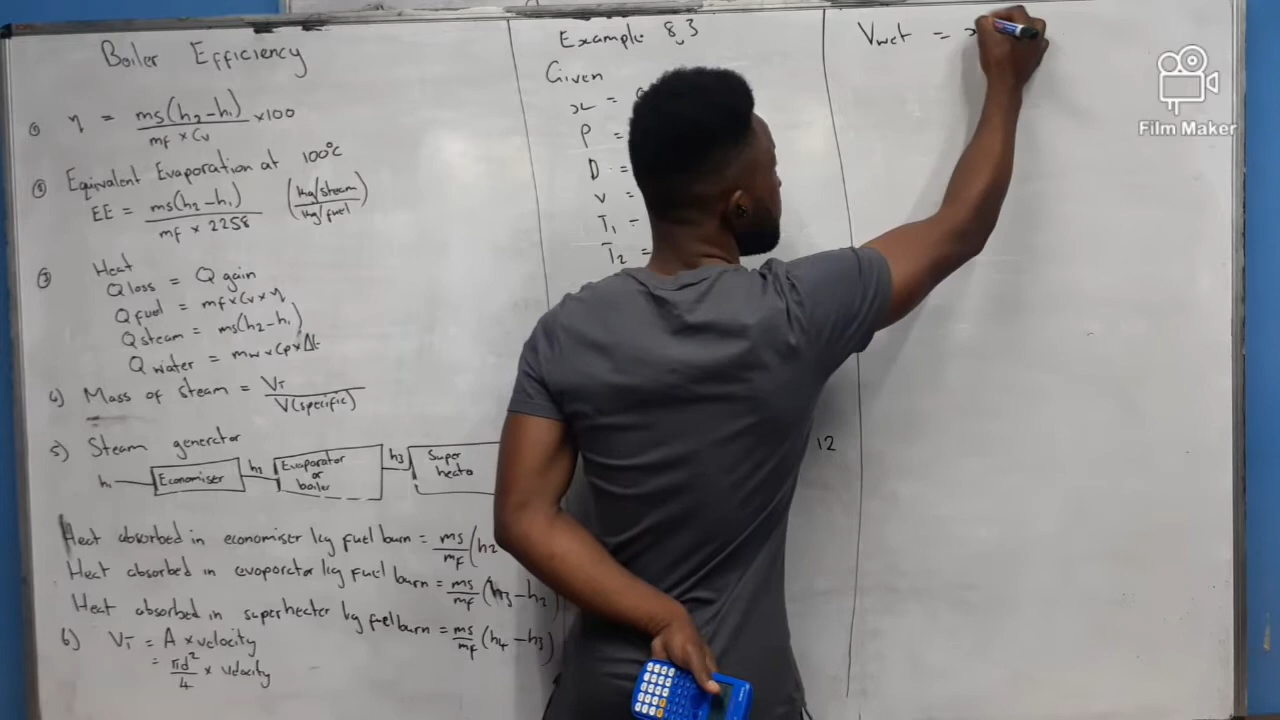 Boiler Efficiency
① η = ms(h₂-h₁)/mf × Cv ×100
② Equivalent Evaporation at 100°C
EE = ms(h₂-h₁)/mf × 2258 (kg/steam/kg/fuel)
③ Heat
Q loss = Q gain
Q fuel = mf×Cv×η
Q steam = ms(h₂-h₁)
Q water = mw×Cp×Δt
4) Mass of steam = V_T/V(specific)
5) Steam generator
h₁ Economiser h₂ Evaporator or boiler h₃ Super heate
Heat absorbed in economiser kg fuel burn = ms/mf (h₂
Heat absorbed in evaporator kg fuel burn = ms/mf (h₃-h₂)
Heat absorbed in superheater kg fuel burn = ms/mf (h₄-h₃)
6) V_T = A × velocity
= πd²/4 × velocity
Example 8,3
Given
x =
P =
D =
v =
T₁ =
T₂ =
12
Vwet = x
Film Maker